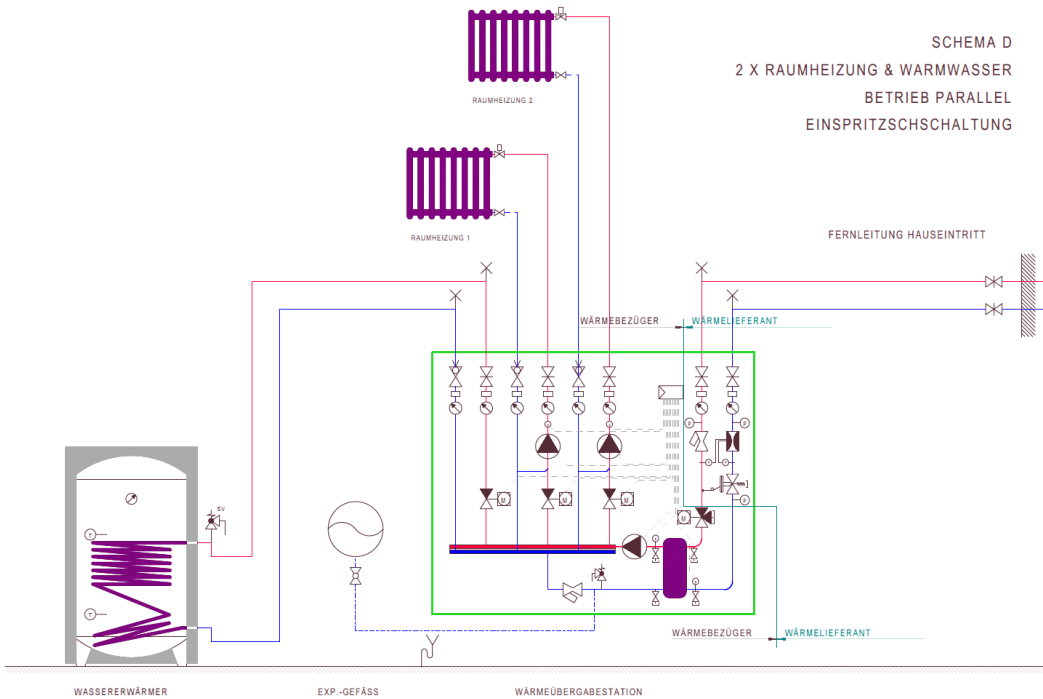 SCHEMA D
2 X RAUMHEIZUNG & WARMWASSER
BETRIEB PARALLEL
EINSPRITZSCHSCHALTUNG
RAUMHEIZUNG 2
RAUMHEIZUNG 1
FERNLEITUNG HAUSEINTRITT
WÄRMEBEZÜGER
WÄRMELIEFERANT
P
P
M
M
M
M
P
SV
T
T
WÄRMEBEZÜGER
WÄRMELIEFERANT
WASSERERWÄRMER
EXP.-GEFÄSS
WÄRMEÜBERGABESTATION